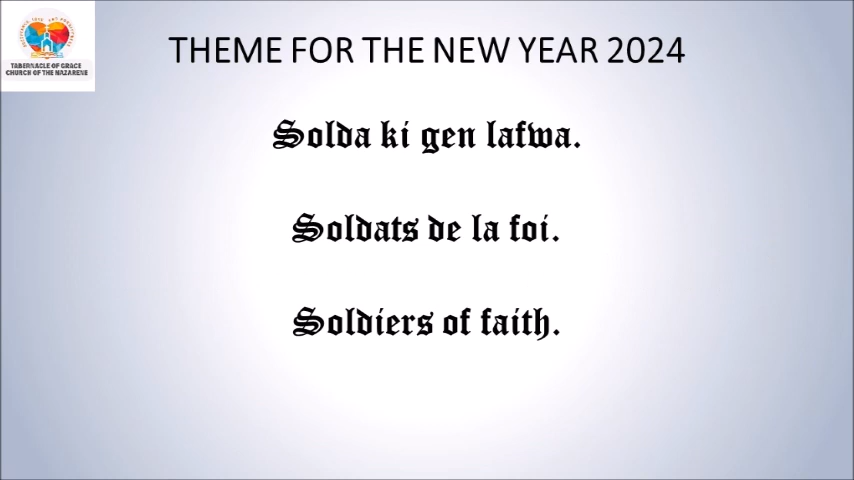 TABERNACLE OF GRACE
CHURCH OF THE NAZARENE
THEME FOR THE NEW YEAR 2024
Solda ki gen lafwa.
Soldats de la foi.
Soldiers of faith.